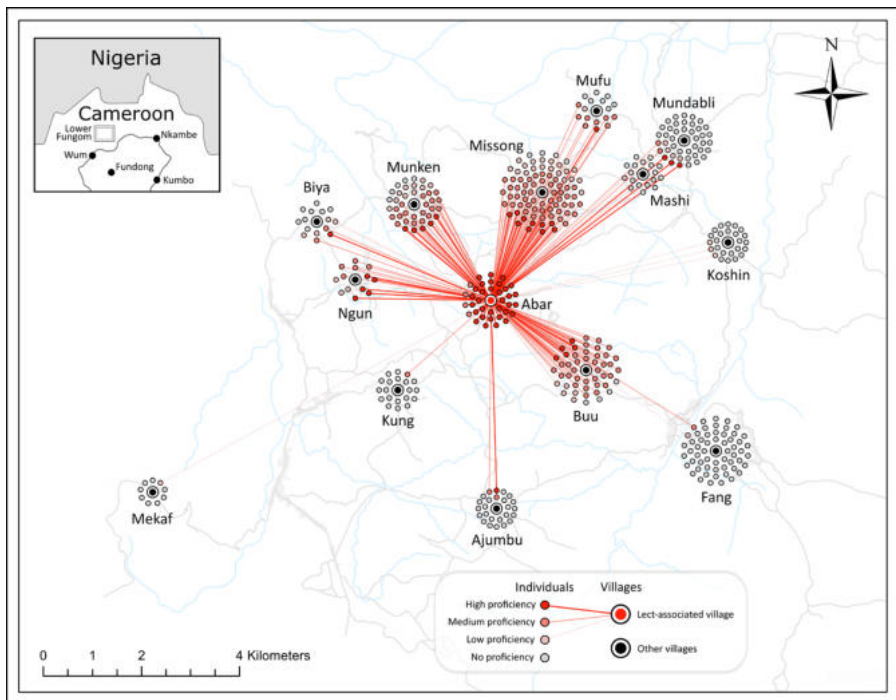 Nigeria
Cameroon
Lower
Fungom
Nkambe
Wum
Fundong
Kumbo
N
Mufu
Mundabli
Missong
Munken
Biya
Mashi
Koshin
Ngun
Abar
Kung
Buu
Fang
Mekaf
Ajumbu
Individuals Villages
High proficiency
Medium proficiency
Low proficiency
No proficiency
Lect-associated village
Other villages
0 1 2 4 Kilometers